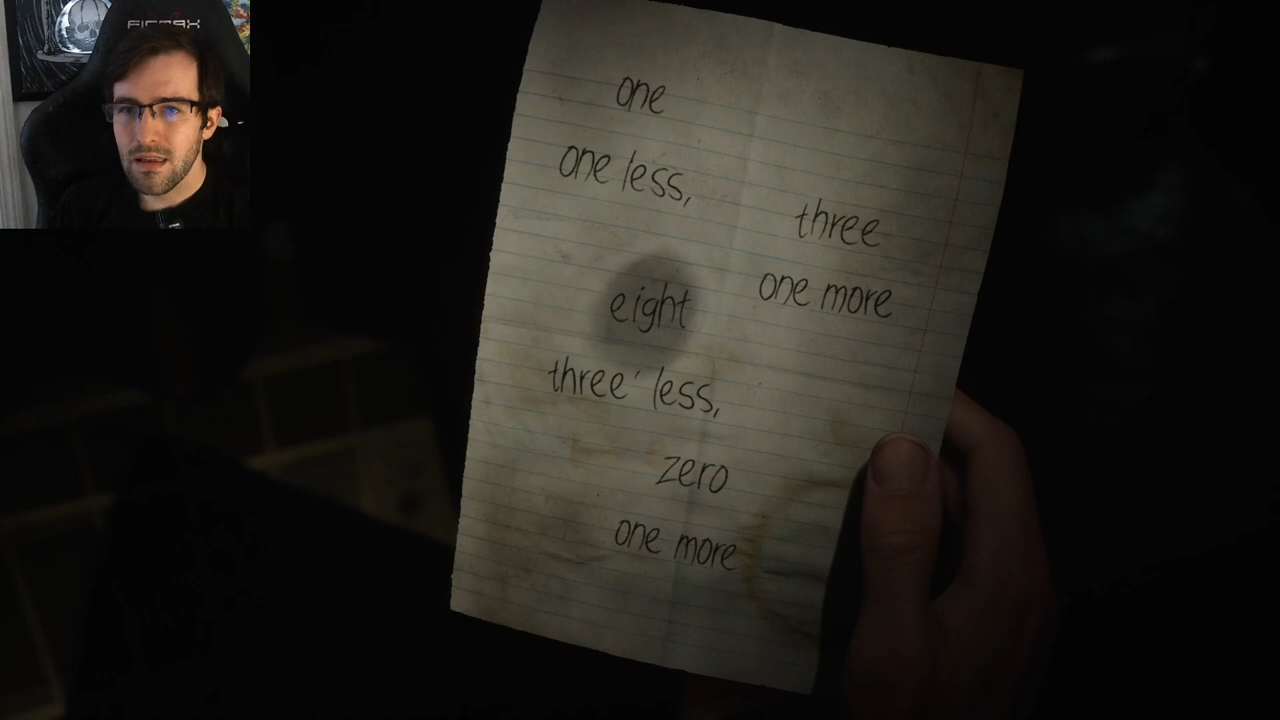 one
one less,
three
one more
eight
three less,
zero
one more